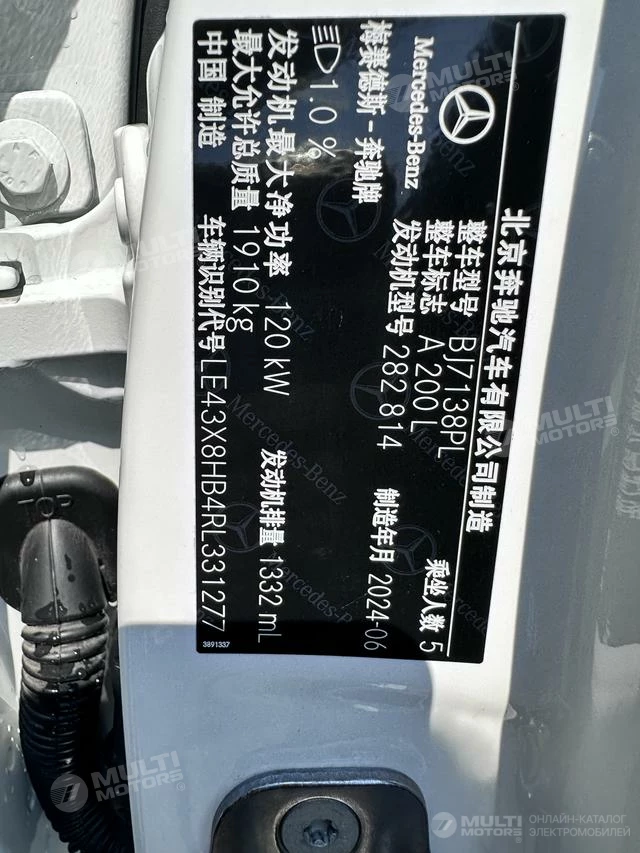 北京奔驰汽车有限公司制造
Mercedes-Benz
整车型号 BJ7138PL 乘坐人数 5
整车标志 A 200 L
梅赛德斯-奔驰牌 发动机型号 282 814 制造年月 2024-06
1.0 %
发动机最大净功率 120 kW 发动机排量 1332 mL
最大允许总质量 1910 kg
中国 制造 车辆识别代号 LE43X8HB4RL331277
3891337
TOP
MULTI MOTORS
ОНЛАЙН-КАТАЛОГ
ЭЛЕКТРОМОБИЛЕЙ